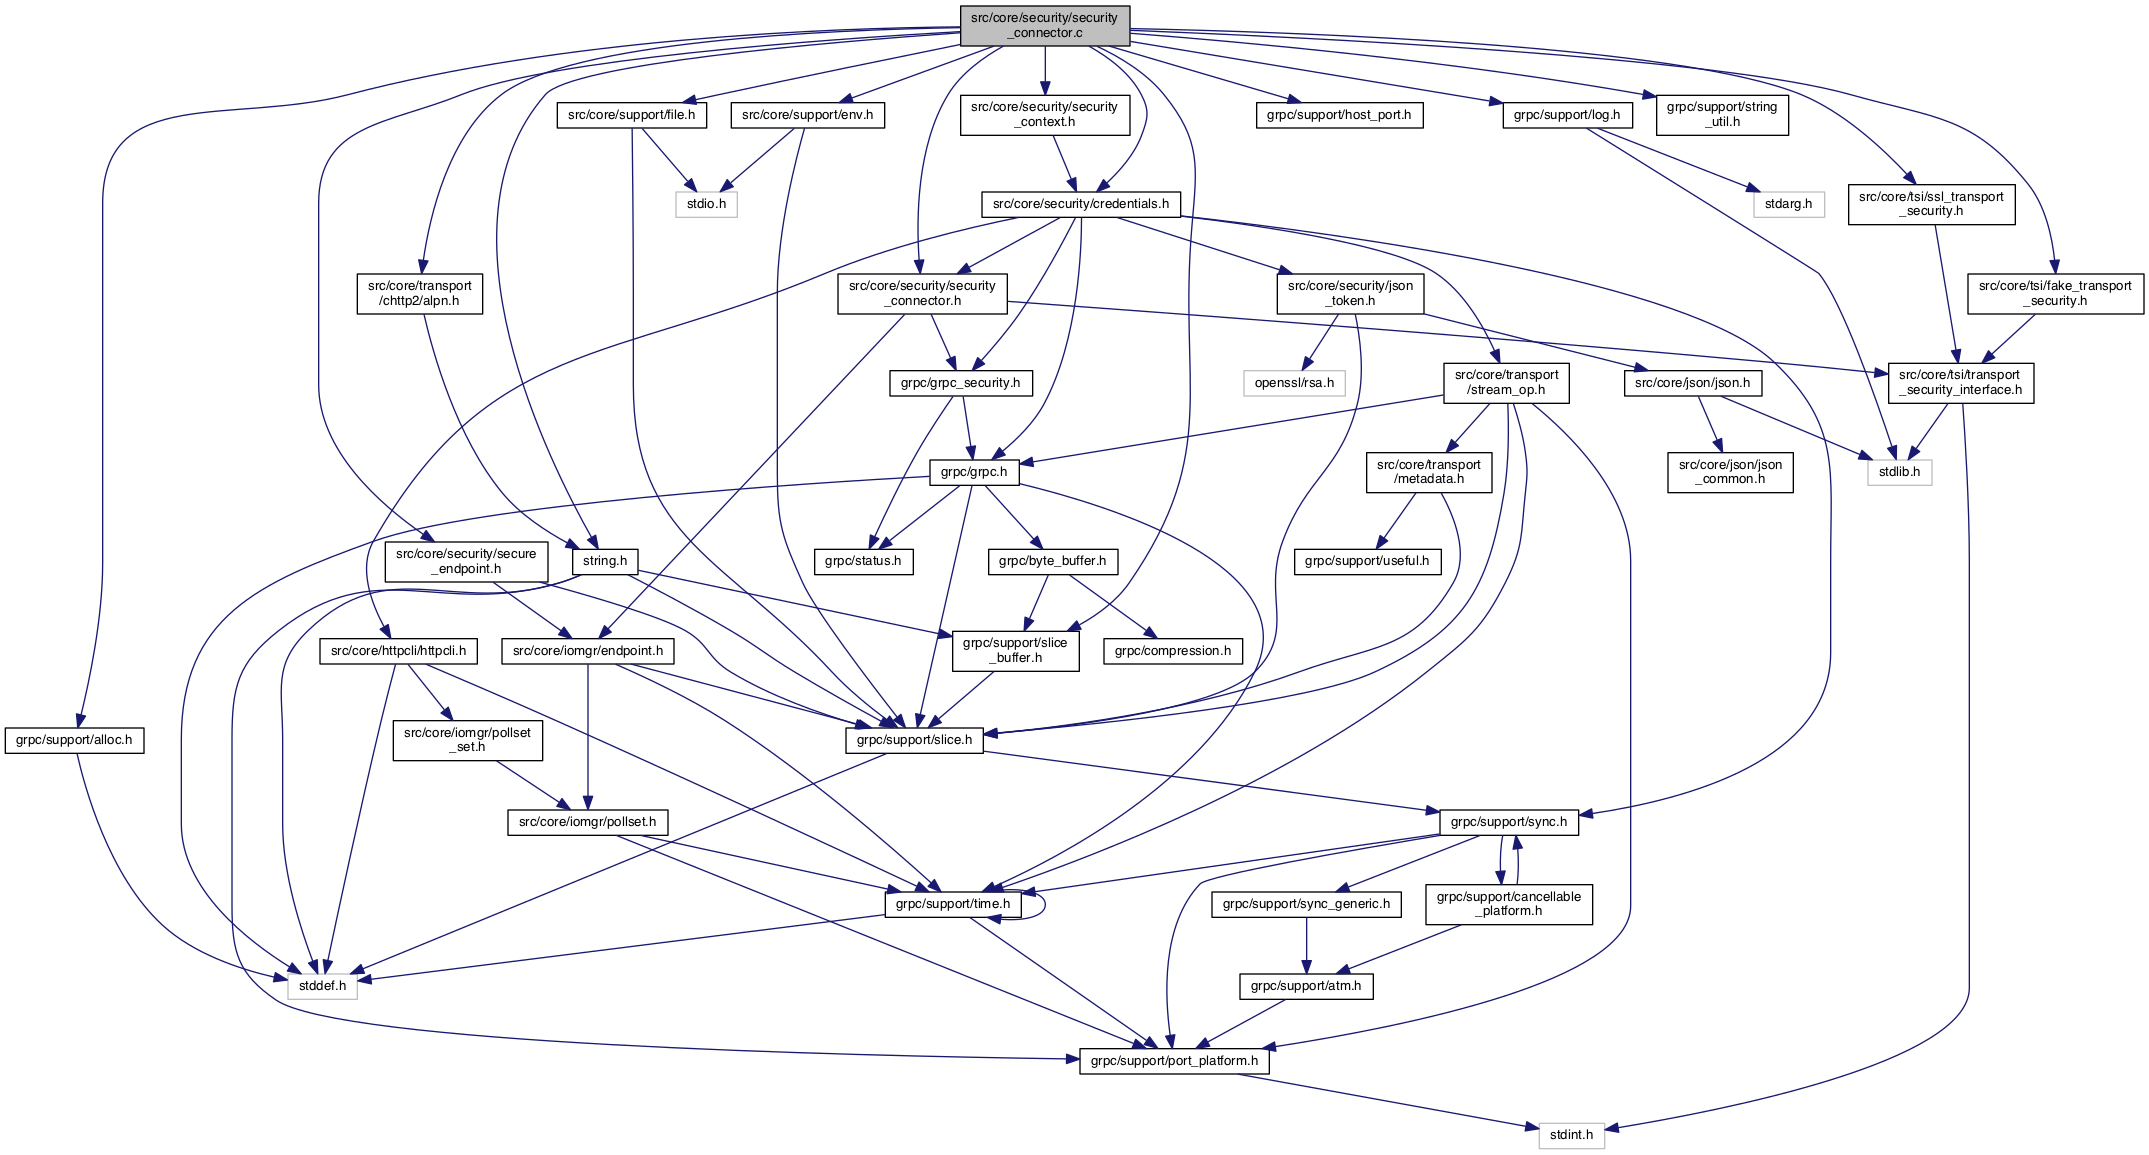 src/core/security/security
_connector.c
src/core/support/file.h
src/core/support/env.h
src/core/security/security
_context.h
grpc/support/host_port.h
grpc/support/log.h
grpc/support/string
_util.h
stdio.h
src/core/security/credentials.h
stdarg.h
src/core/tsi/ssl_transport
_security.h
src/core/transport
/chttp2/alpn.h
src/core/security/security
_connector.h
src/core/security/json
_token.h
src/core/tsi/fake_transport
_security.h
grpc/grpc_security.h
openssl/rsa.h
src/core/transport
/stream_op.h
src/core/json/json.h
src/core/tsi/transport
_security_interface.h
grpc/grpc.h
src/core/transport
/metadata.h
src/core/json/json
_common.h
stdlib.h
src/core/security/secure
_endpoint.h
string.h
grpc/status.h
grpc/byte_buffer.h
grpc/support/useful.h
src/core/httpcli/httpcli.h
src/core/iomgr/endpoint.h
grpc/support/slice
_buffer.h
grpc/compression.h
grpc/support/alloc.h
src/core/iomgr/pollset
_set.h
grpc/support/slice.h
src/core/iomgr/pollset.h
grpc/support/sync.h
grpc/support/time.h
grpc/support/sync_generic.h
grpc/support/cancellable
_platform.h
stddef.h
grpc/support/atm.h
grpc/support/port_platform.h
stdint.h